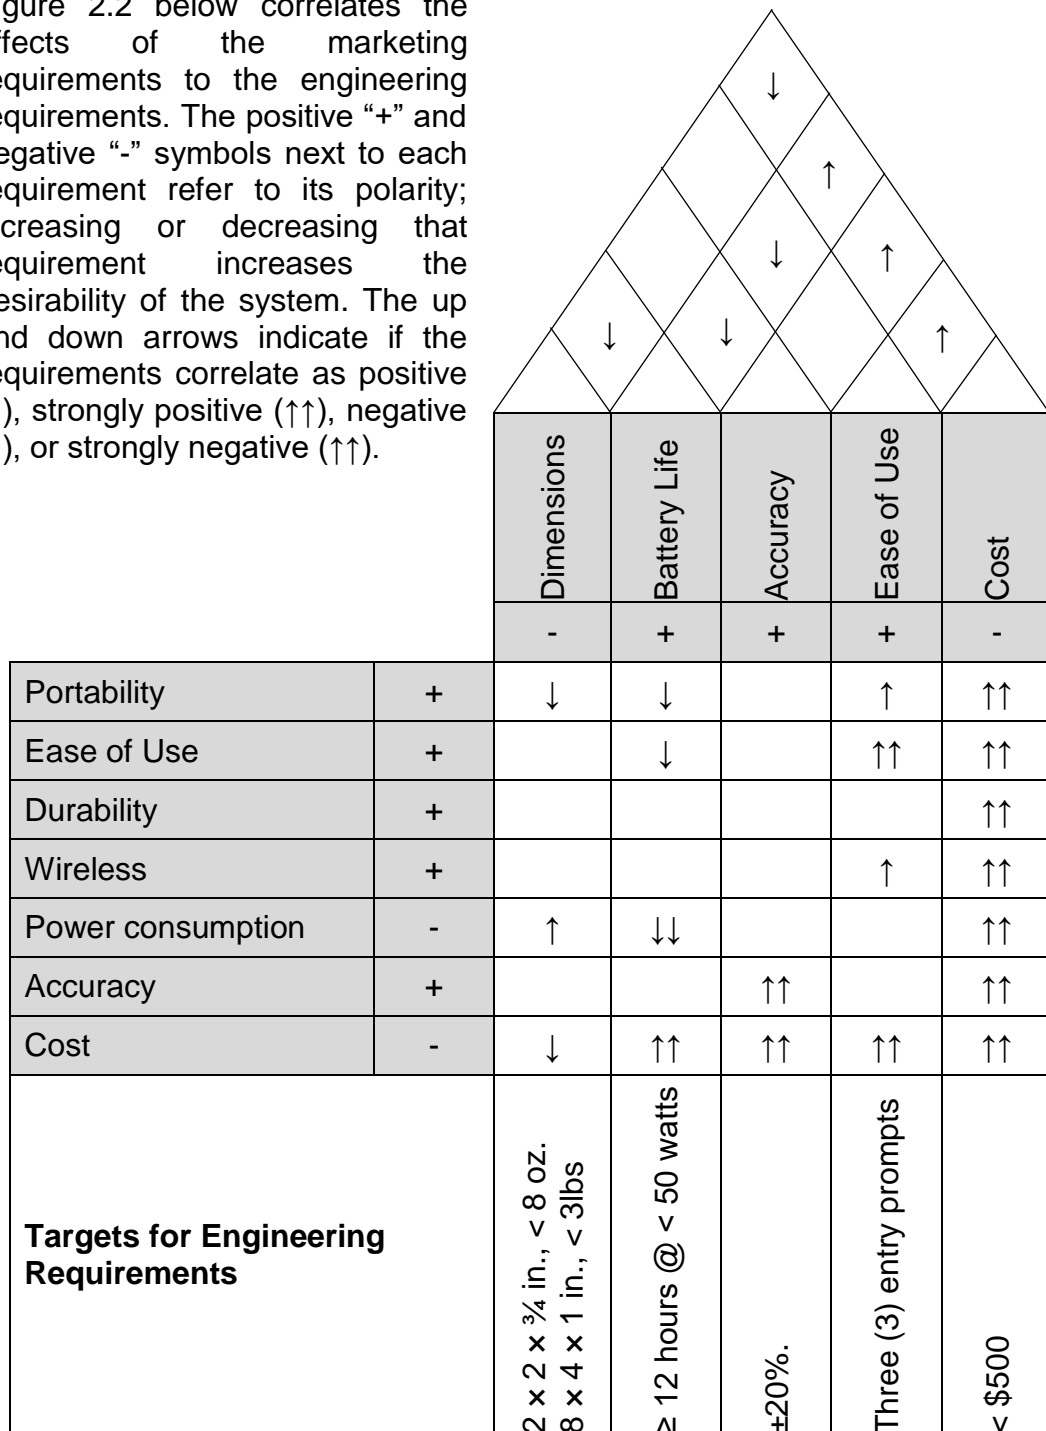 igure 2.2 below correlates the
ffects of the marketing
equirements to the engineering
equirements. The positive “+” and
egative “-” symbols next to each
equirement refer to its polarity;
creasing or decreasing that
equirement increases the
esirability of the system. The up
nd down arrows indicate if the
equirements correlate as positive
), strongly positive (↑↑), negative
), or strongly negative (↑↑).
↓
↑
↓ ↑
↓ ↓ ↑
Dimensions Battery Life Accuracy Ease of Use Cost
- + + + -
Portability + ↓ ↓ ↑ ↑↑
Ease of Use + ↓ ↑↑ ↑↑
Durability + ↑↑
Wireless + ↑ ↑↑
Power consumption - ↑ ↓↓ ↑↑
Accuracy + ↑↑ ↑↑
Cost - ↓ ↑↑ ↑↑ ↑↑ ↑↑
Targets for Engineering
Requirements
2 × 2 × ¾ in., < 8 oz.
8 × 4 × 1 in., < 3lbs
≥ 12 hours @ < 50 watts
±20%.
Three (3) entry prompts
< $500